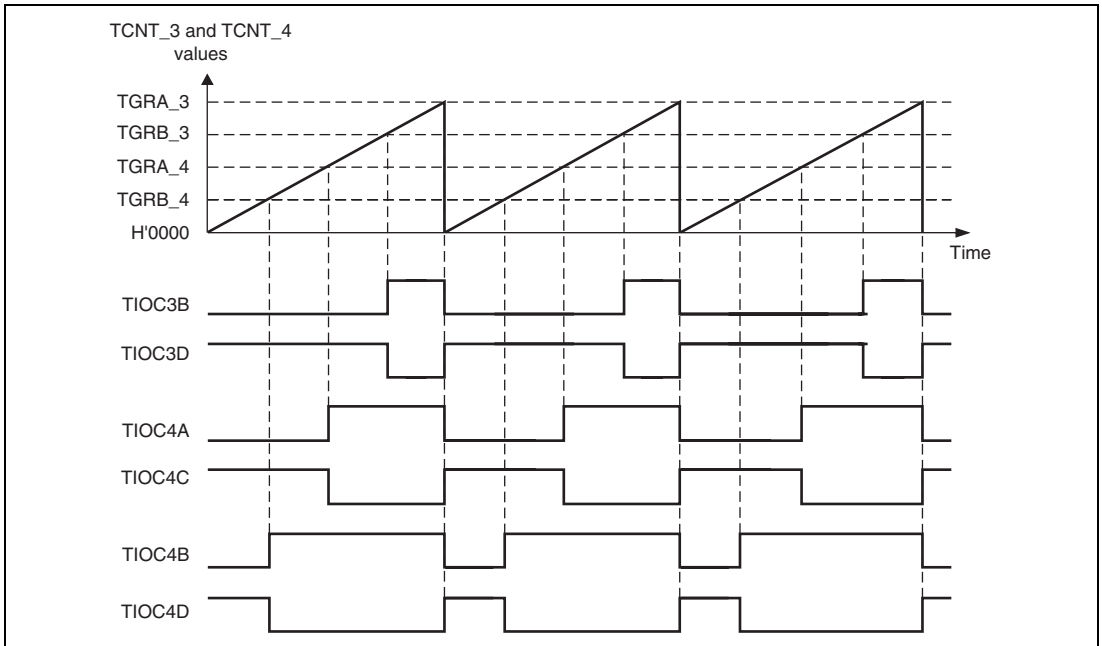 TCNT_3 and TCNT_4
values
TGRA_3
TGRB_3
TGRA_4
TGRB_4
H'0000
Time
TIOC3B
TIOC3D
TIOC4A
TIOC4C
TIOC4B
TIOC4D